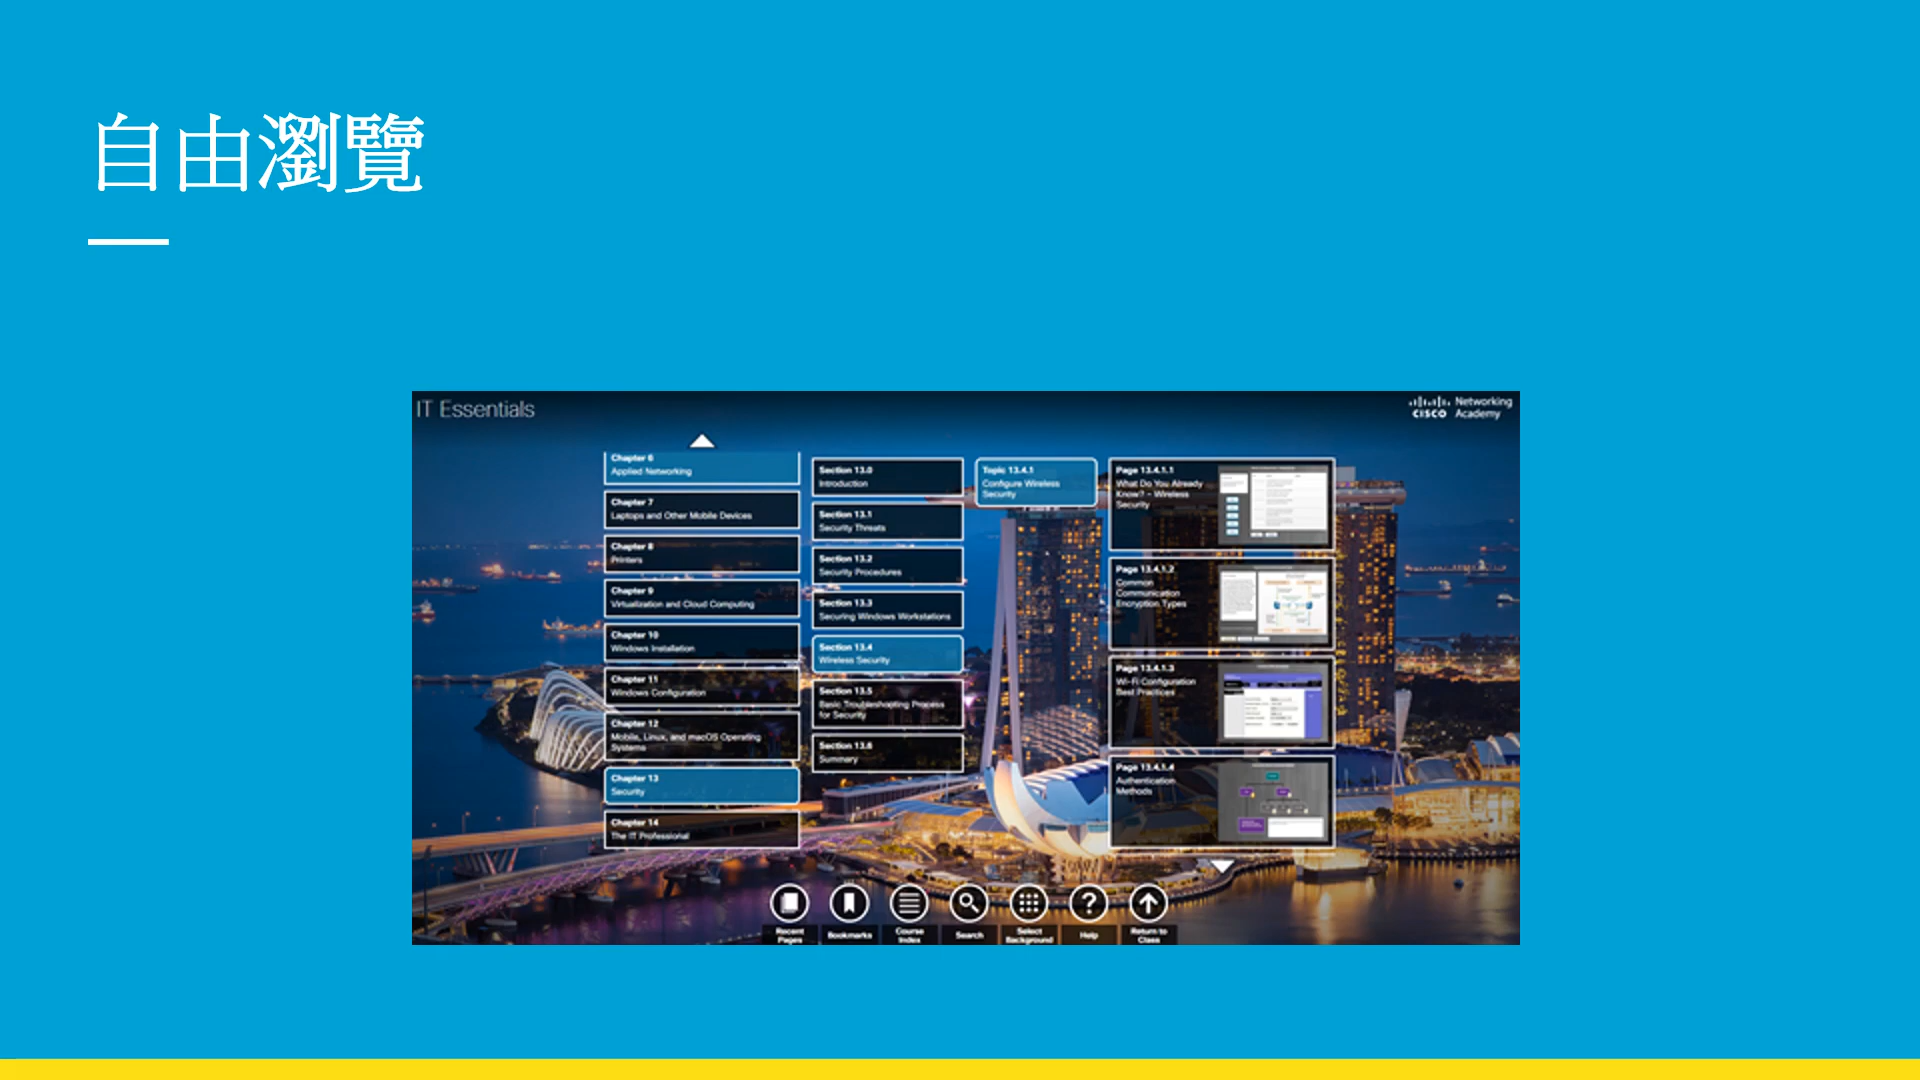 自由瀏覽
IT Essentials
Networking
CISCO Academy
Chapter 6
Applied Networking
Chapter 7
Laptops and Other Mobile Devices
Chapter 8
Printers
Chapter 9
Virtualization and Cloud Computing
Chapter 10
Windows Installation
Chapter 11
Windows Configuration
Chapter 12
Mobile, Linux, and macOS Operating
Systems
Chapter 13
Security
Chapter 14
The IT Professional
Section 13.0
Introduction
Section 13.1
Security Threats
Section 13.2
Security Procedures
Section 13.3
Securing Windows Workstations
Section 13.4
Wireless Security
Section 13.5
Basic Troubleshooting Process
for Security
Section 13.6
Summary
Topic 13.4.1
Configure Wireless
Security
Page 13.4.1.1
What Do You Already
Know? - Wireless
Security
Page 13.4.1.2
Common
Communication
Encryption Types
Page 13.4.1.3
Wi-Fi Configuration
Best Practices
Page 13.4.1.4
Authentication
Methods
Recent
Pages
Bookmarks
Course
Index
Search
Select
Background
Help
Return to
Class